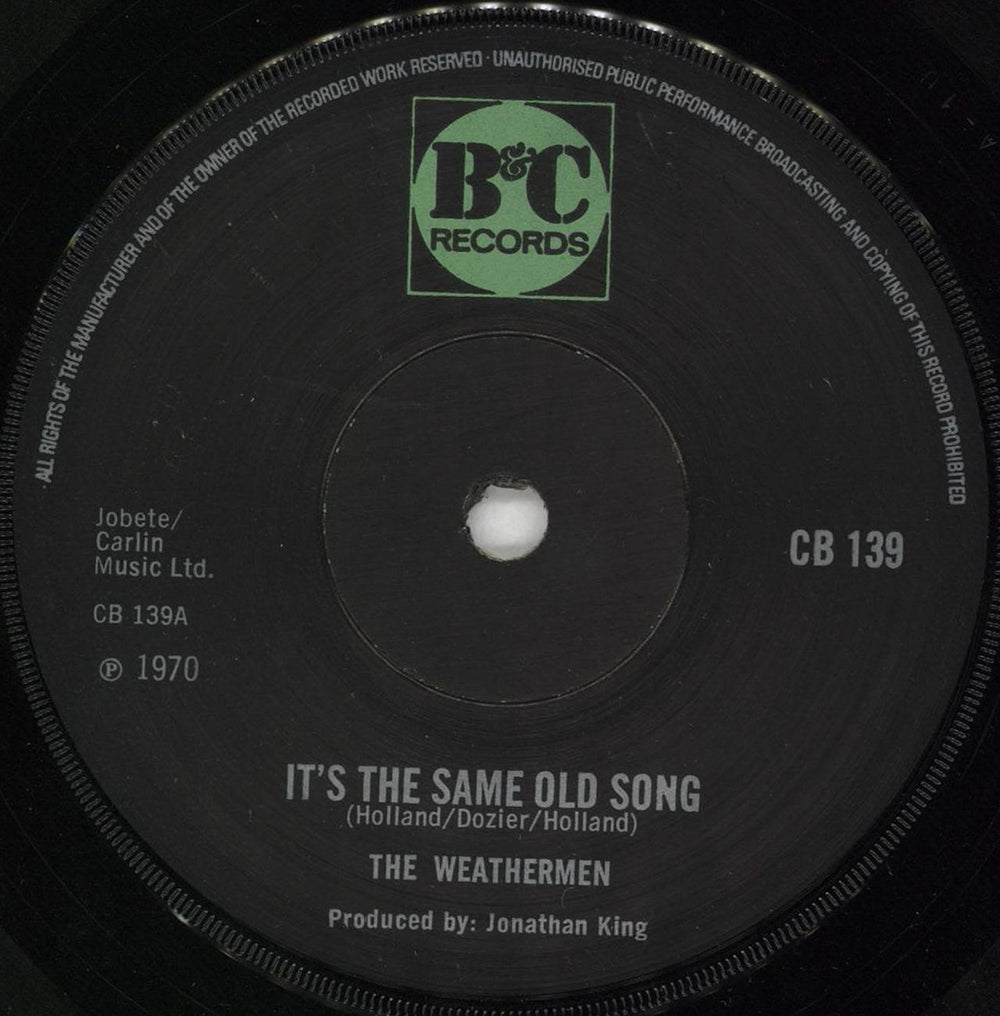 ALL RIGHTS OF THE MANUFACTURER AND OF THE OWNER OF THE RECORDED WORK RESERVED · UNAUTHORISED PUBLIC PERFORMANCE BROADCASTING AND COPYING OF THIS RECORD PROHIBITED
B&C
RECORDS
Jobete/
Carlin
Music Ltd.
CB 139A
℗ 1970
CB 139
IT'S THE SAME OLD SONG
(Holland/Dozier/Holland)
THE WEATHERMEN
Produced by: Jonathan King